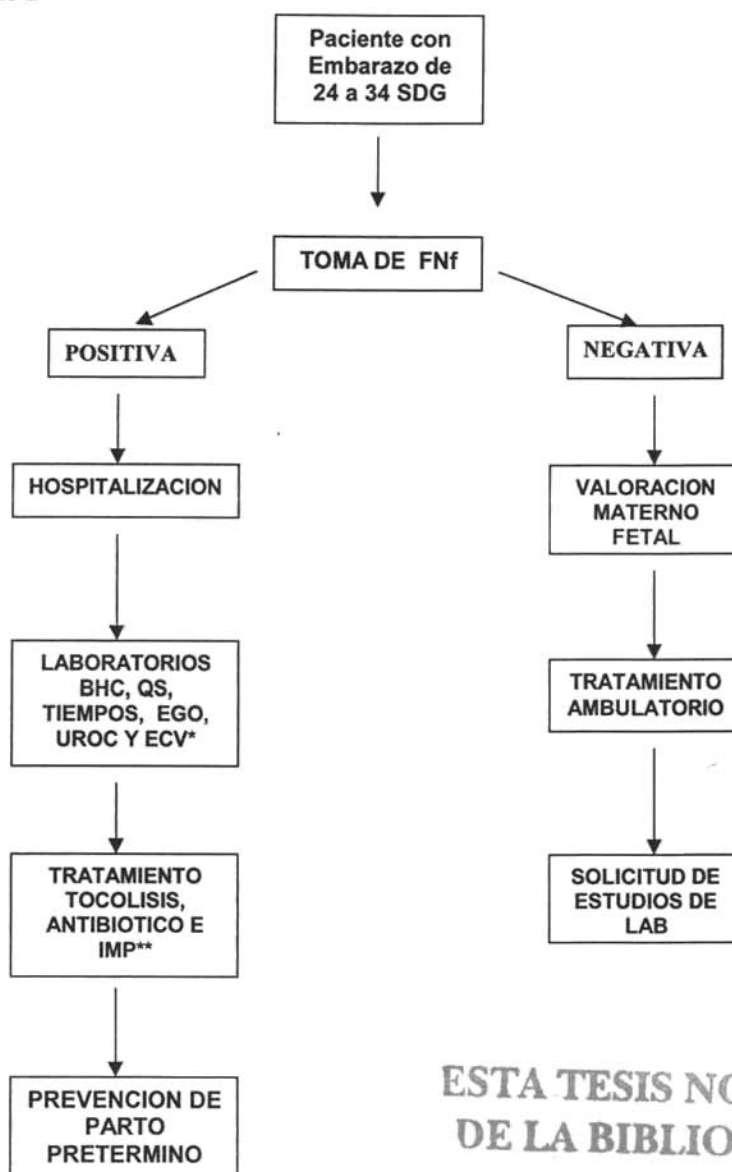 Paciente con
Embarazo de
24 a 34 SDG
TOMA DE FNf
POSITIVA
NEGATIVA
HOSPITALIZACION
VALORACION
MATERNO
FETAL
LABORATORIOS
BHC, QS,
TIEMPOS, EGO,
UROC Y ECV*
TRATAMIENTO
AMBULATORIO
TRATAMIENTO
TOCOLISIS,
ANTIBIOTICO E
IMP**
SOLICITUD DE
ESTUDIOS DE
LAB
PREVENCION DE
PARTO
PRETERMINO
ESTA TESIS NO
DE LA BIBLIO